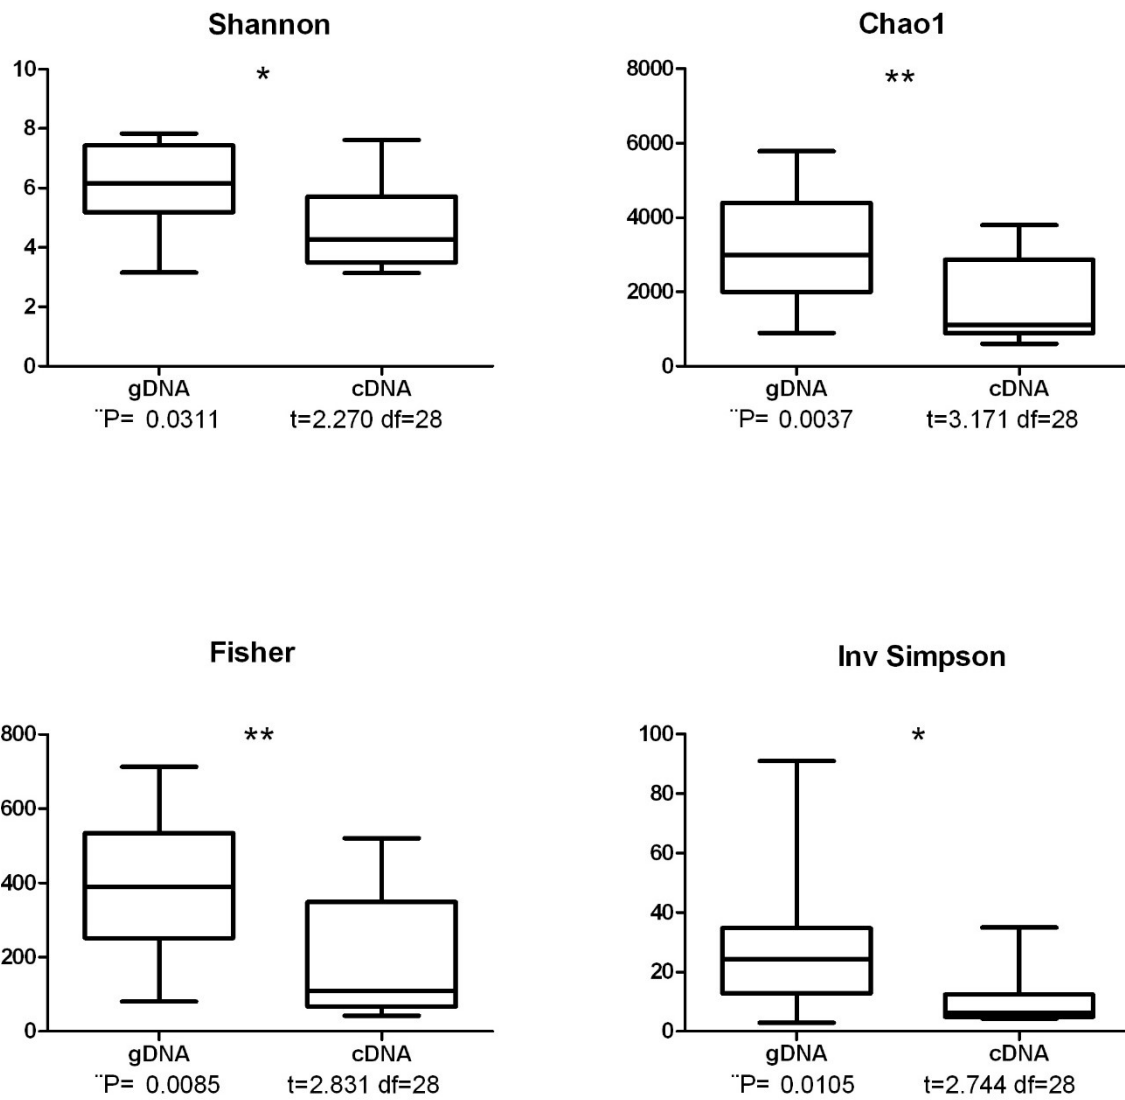 Shannon
*
10
8
6
4
2
0
gDNA cDNA
¨P= 0.0311 t=2.270 df=28
Chao1
**
8000
6000
4000
2000
0
gDNA cDNA
¨P= 0.0037 t=3.171 df=28
Fisher
**
800
600
400
200
0
gDNA cDNA
¨P= 0.0085 t=2.831 df=28
Inv Simpson
*
100
80
60
40
20
0
gDNA cDNA
¨P= 0.0105 t=2.744 df=28